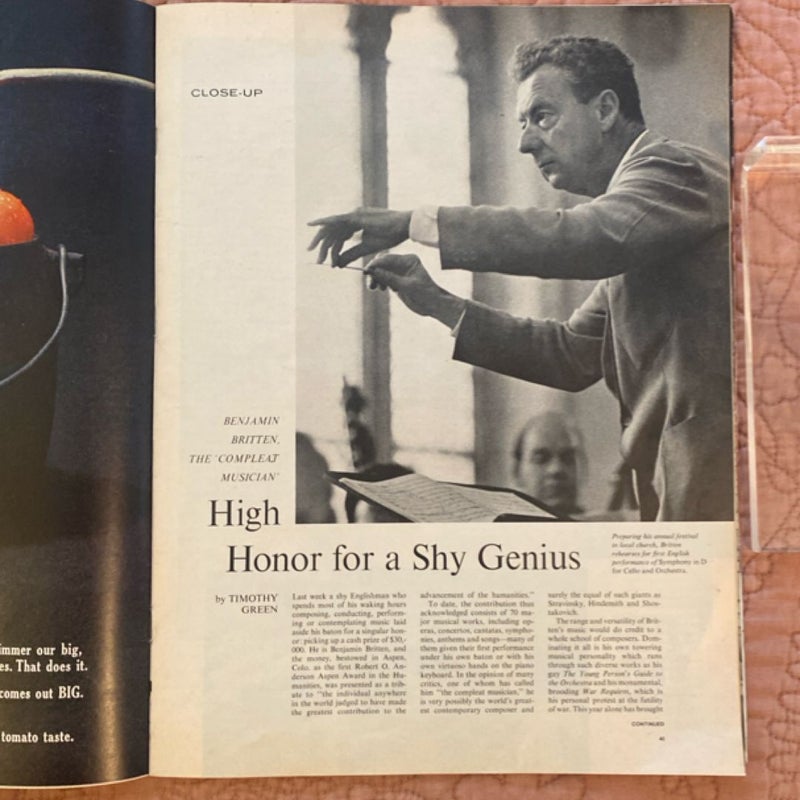 immer our big,
es. That does it.
comes out BIG.
tomato taste.
CLOSE-UP
BENJAMIN
BRITTEN,
THE 'COMPLEAT
MUSICIAN'
High
Honor for a Shy Genius
Preparing his annual festival
in local church, Britten
rehearses for first English
performance of Symphony in D
for Cello and Orchestra.
by TIMOTHY
GREEN
Last week a shy Englishman who
spends most of his waking hours
composing, conducting, perform-
ing or contemplating music laid
aside his baton for a singular hon-
or: picking up a cash prize of $30,-
000. He is Benjamin Britten, and
the money, bestowed in Aspen,
Colo. as the first Robert O. An-
derson Aspen Award in the Hu-
manities, was presented as a trib-
ute to "the individual anywhere
in the world judged to have made
the greatest contribution to the
advancement of the humanities."
To date, the contribution thus
acknowledged consists of 70 ma-
jor musical works, including op-
eras, concertos, cantatas, sympho-
nies, anthems and songs—many of
them given their first performance
under his own baton or with his
own virtuoso hands on the piano
keyboard. In the opinion of many
critics, one of whom has called
him "the compleat musician," he
is very possibly the world's great-
est contemporary composer and
surely the equal of such giants as
Stravinsky, Hindemith and Shos-
takovich.
The range and versatility of Brit-
ten's music would do credit to a
whole school of composers. Dom-
inating it all is his own towering
musical personality which runs
through such diverse works as his
gay The Young Person's Guide to
the Orchestra and his monumental,
brooding War Requiem, which is
his personal protest at the futility
of war. This year alone has brought
CONTINUED